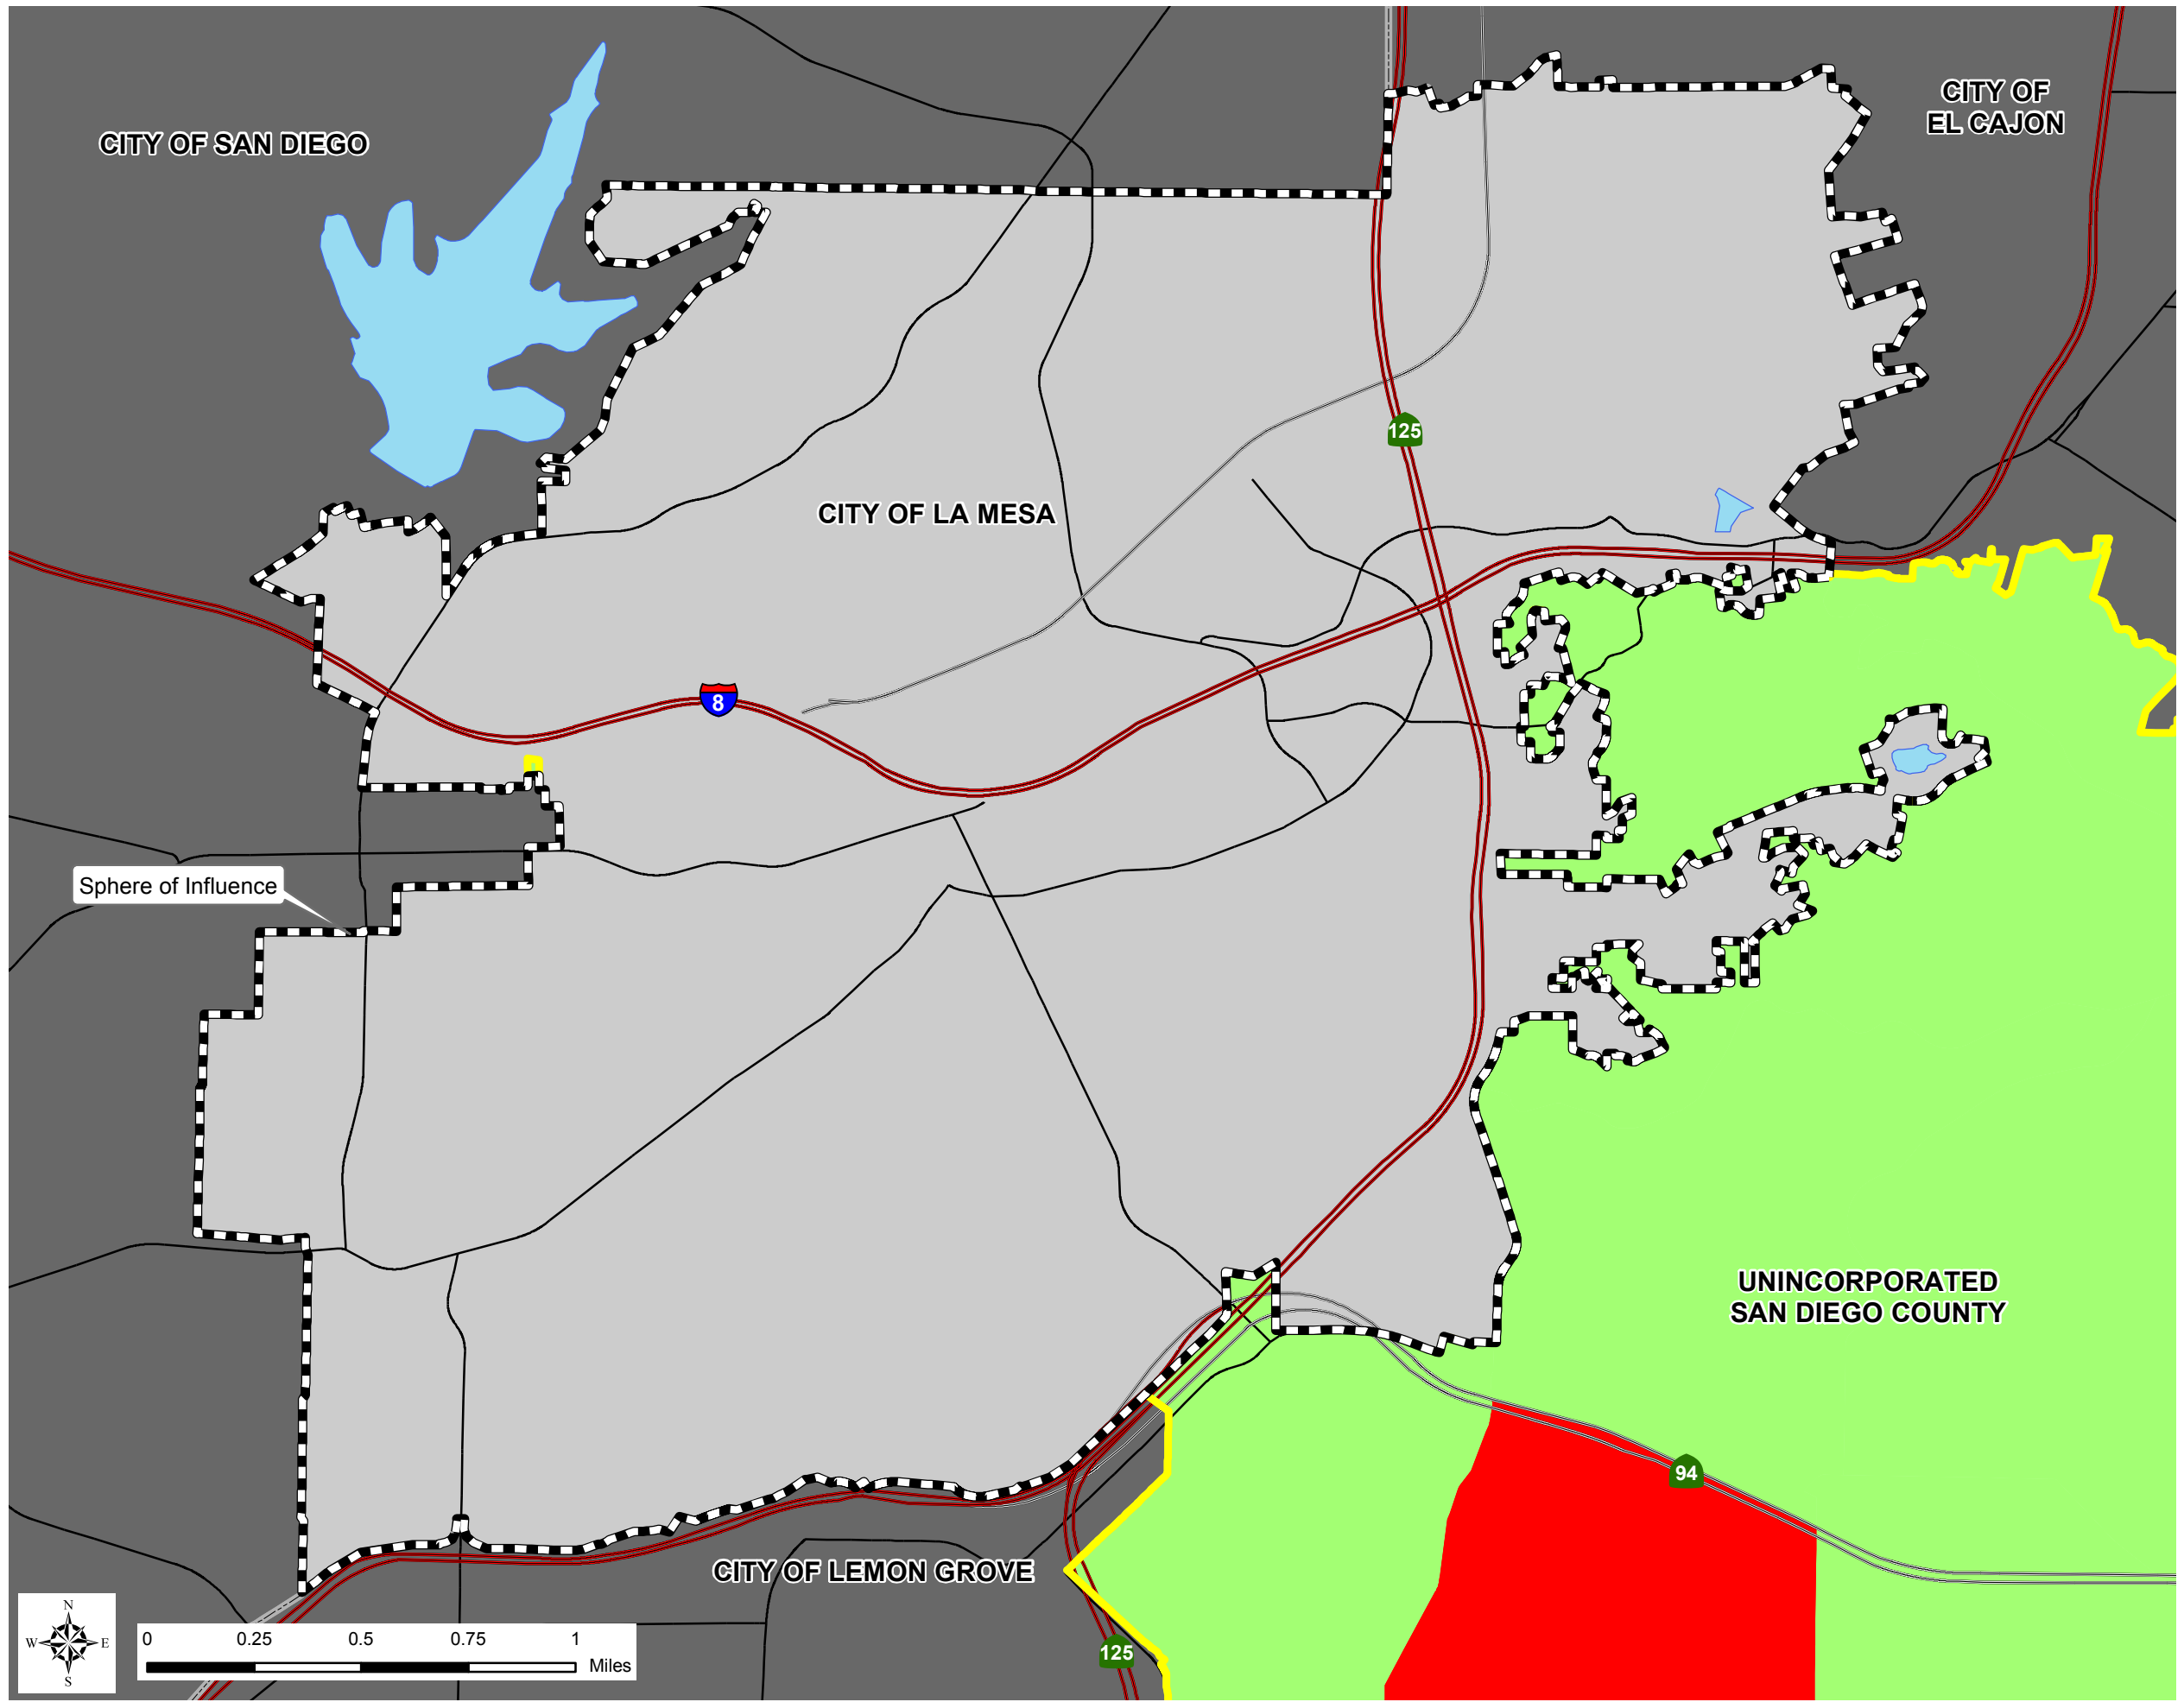 CITY OF
EL CAJON
CITY OF SAN DIEGO
125
CITY OF LA MESA
8
Sphere of Influence
UNINCORPORATED
SAN DIEGO COUNTY
94
CITY OF LEMON GROVE
125
N
W E
S
0 0.25 0.5 0.75 1
Miles